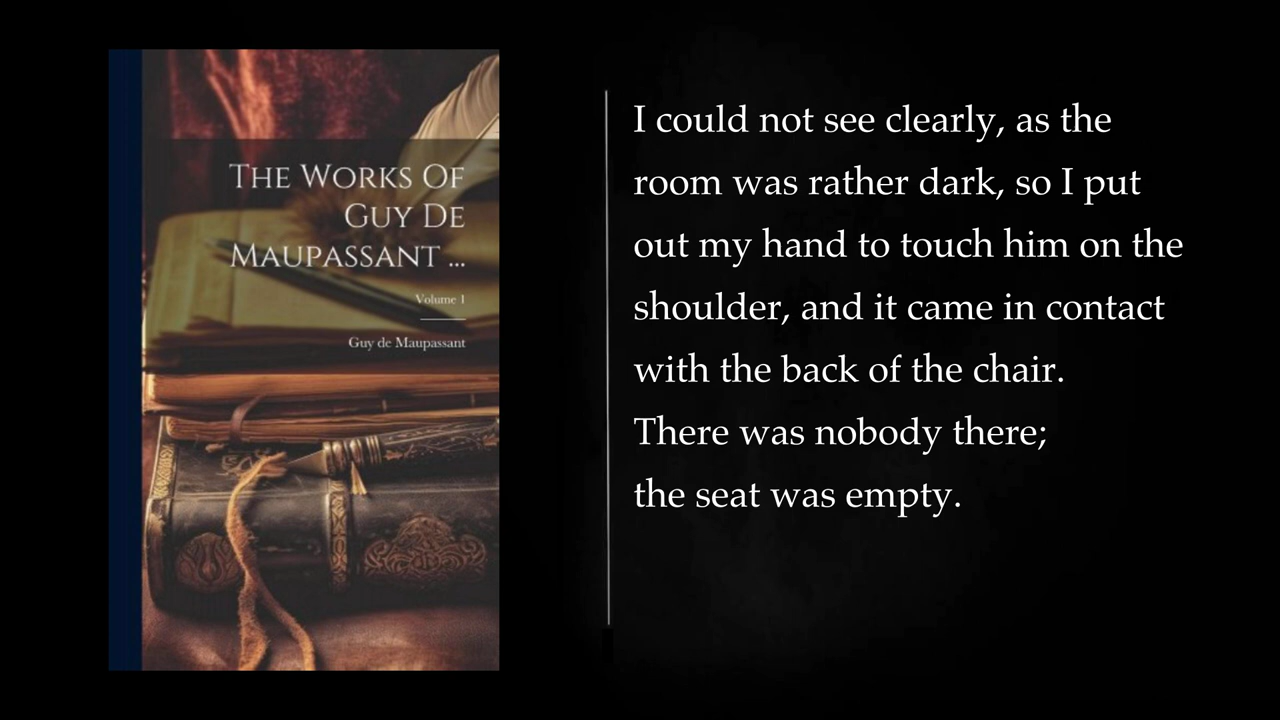 THE WORKS OF
GUY DE
MAUPASSANT ...
Volume 1
Guy de Maupassant
I could not see clearly, as the
room was rather dark, so I put
out my hand to touch him on the
shoulder, and it came in contact
with the back of the chair.
There was nobody there;
the seat was empty.